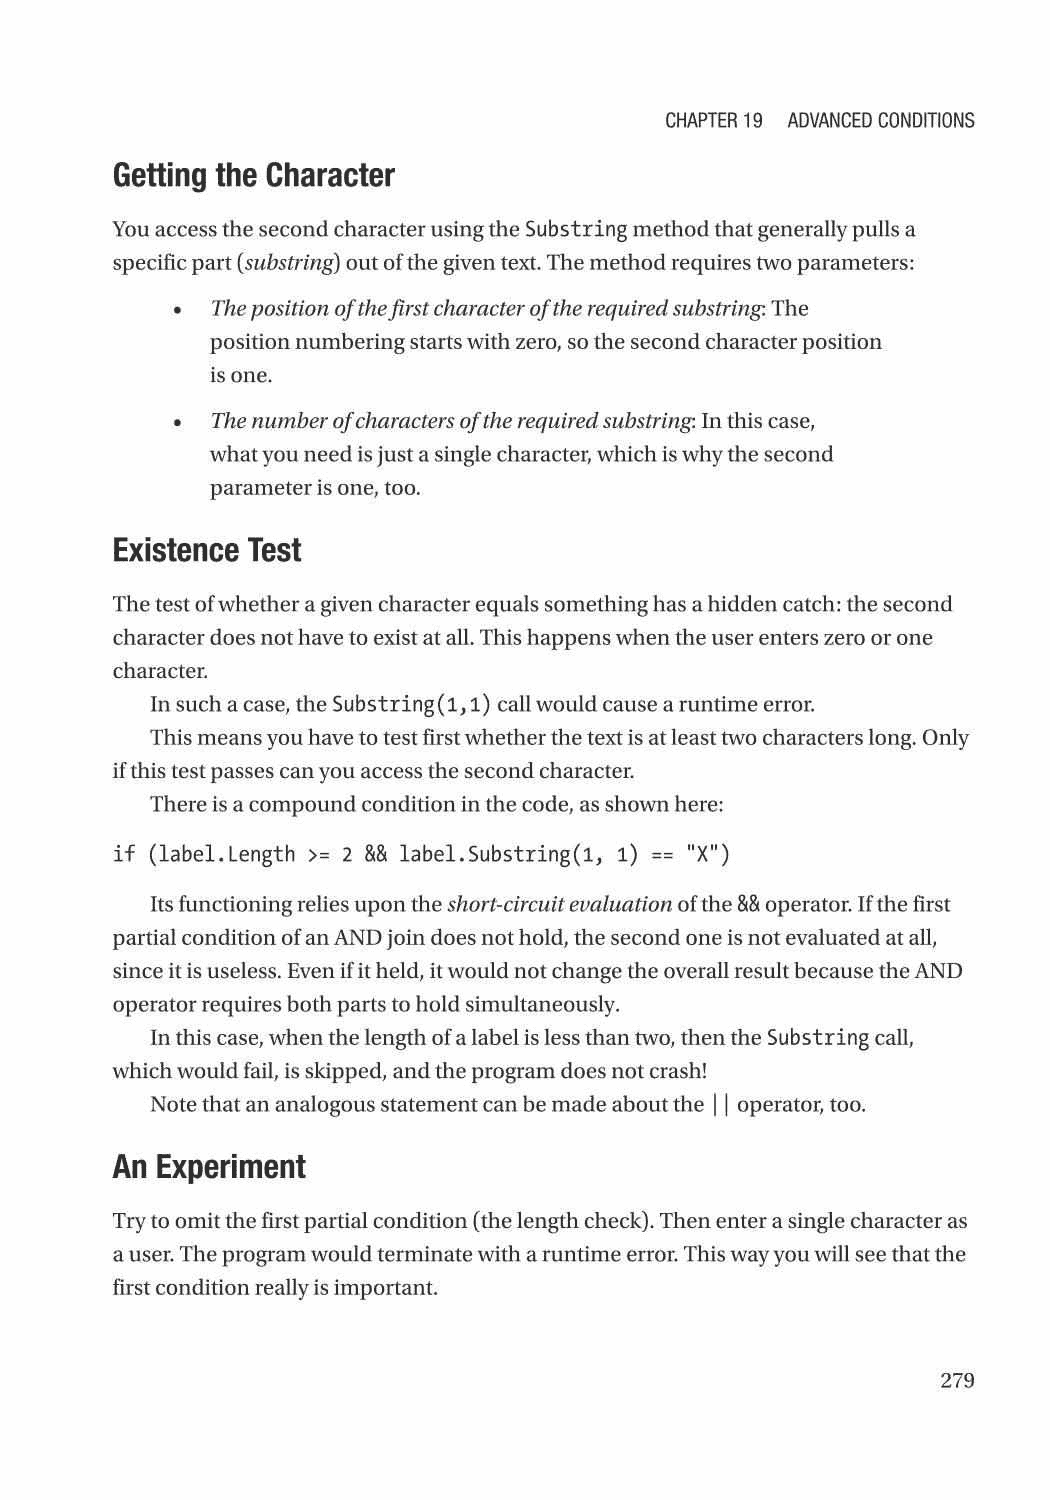 CHAPTER 19 ADVANCED CONDITIONS
Getting the Character
You access the second character using the Substring method that generally pulls a
specific part (substring) out of the given text. The method requires two parameters:
• The position of the first character of the required substring: The
position numbering starts with zero, so the second character position
is one.
• The number of characters of the required substring: In this case,
what you need is just a single character, which is why the second
parameter is one, too.
Existence Test
The test of whether a given character equals something has a hidden catch: the second
character does not have to exist at all. This happens when the user enters zero or one
character.
In such a case, the Substring(1,1) call would cause a runtime error.
This means you have to test first whether the text is at least two characters long. Only
if this test passes can you access the second character.
There is a compound condition in the code, as shown here:
if (label.Length >= 2 && label.Substring(1, 1) == "X")
Its functioning relies upon the short-circuit evaluation of the && operator. If the first
partial condition of an AND join does not hold, the second one is not evaluated at all,
since it is useless. Even if it held, it would not change the overall result because the AND
operator requires both parts to hold simultaneously.
In this case, when the length of a label is less than two, then the Substring call,
which would fail, is skipped, and the program does not crash!
Note that an analogous statement can be made about the || operator, too.
An Experiment
Try to omit the first partial condition (the length check). Then enter a single character as
a user. The program would terminate with a runtime error. This way you will see that the
first condition really is important.
279